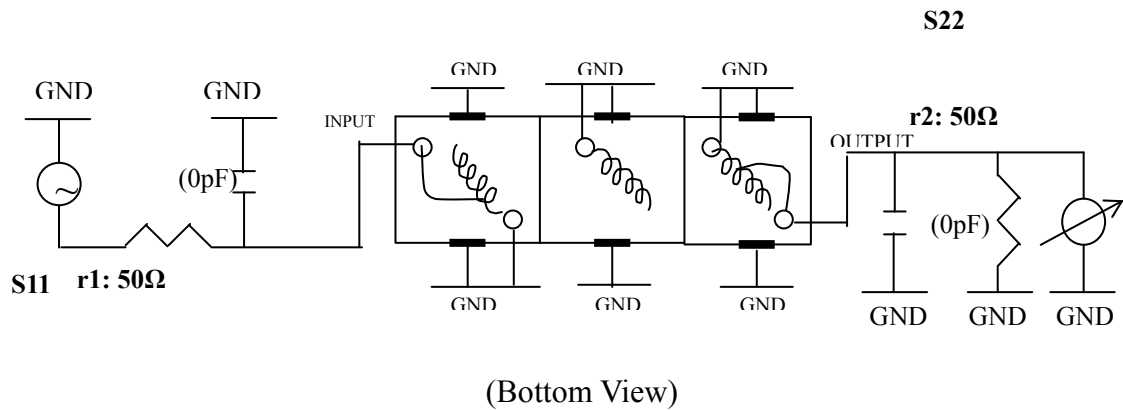 S22
GND
GND
GND
GND
GND
INPUT
r2: 50Ω
OUTPUT
(0pF)
(0pF)
S11
r1: 50Ω
GND
GND
GND
GND
GND
GND
(Bottom View)